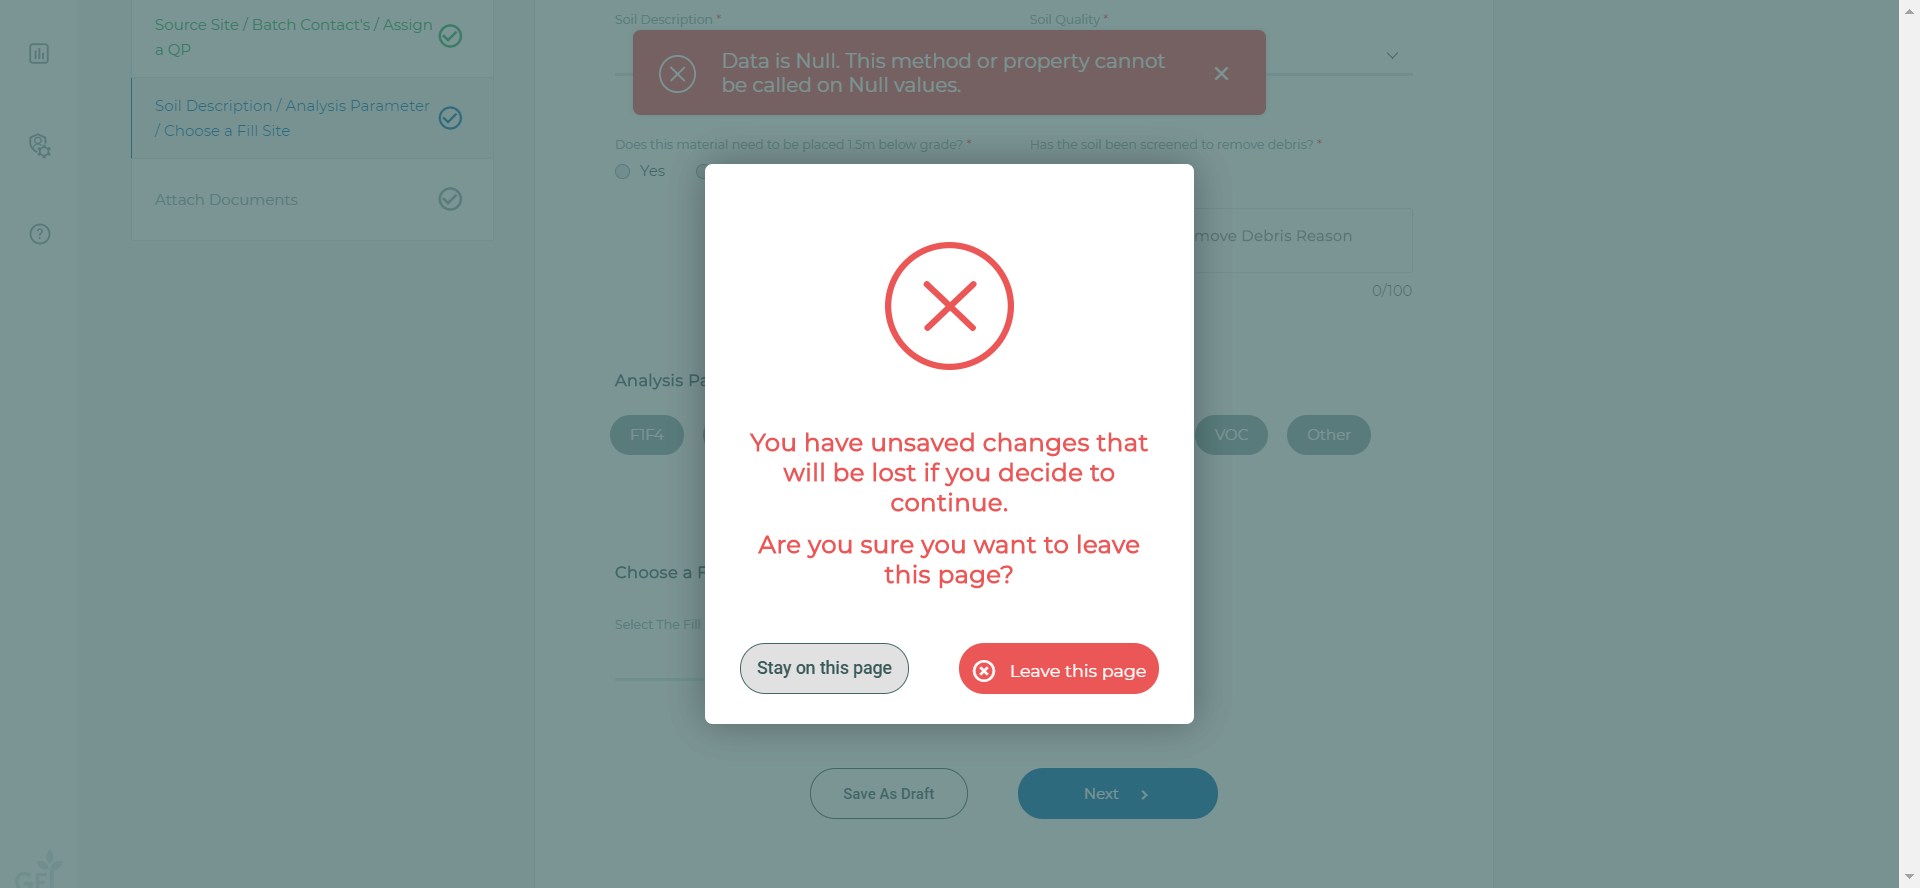 Source Site / Batch Contact's / Assign
a QP
Soil Description / Analysis Parameter
/ Choose a Fill Site
Attach Documents
Soil Description *
Soil Quality *
Data is Null. This method or property cannot
be called on Null values.
Does this material need to be placed 1.5m below grade? *
Has the soil been screened to remove debris? *
Yes
move Debris Reason
0/100
Analysis Pa
F1F4
VOC
Other
Choose a F
Select The Fill
You have unsaved changes that
will be lost if you decide to
continue.
Are you sure you want to leave
this page?
Stay on this page
Leave this page
Save As Draft
Next